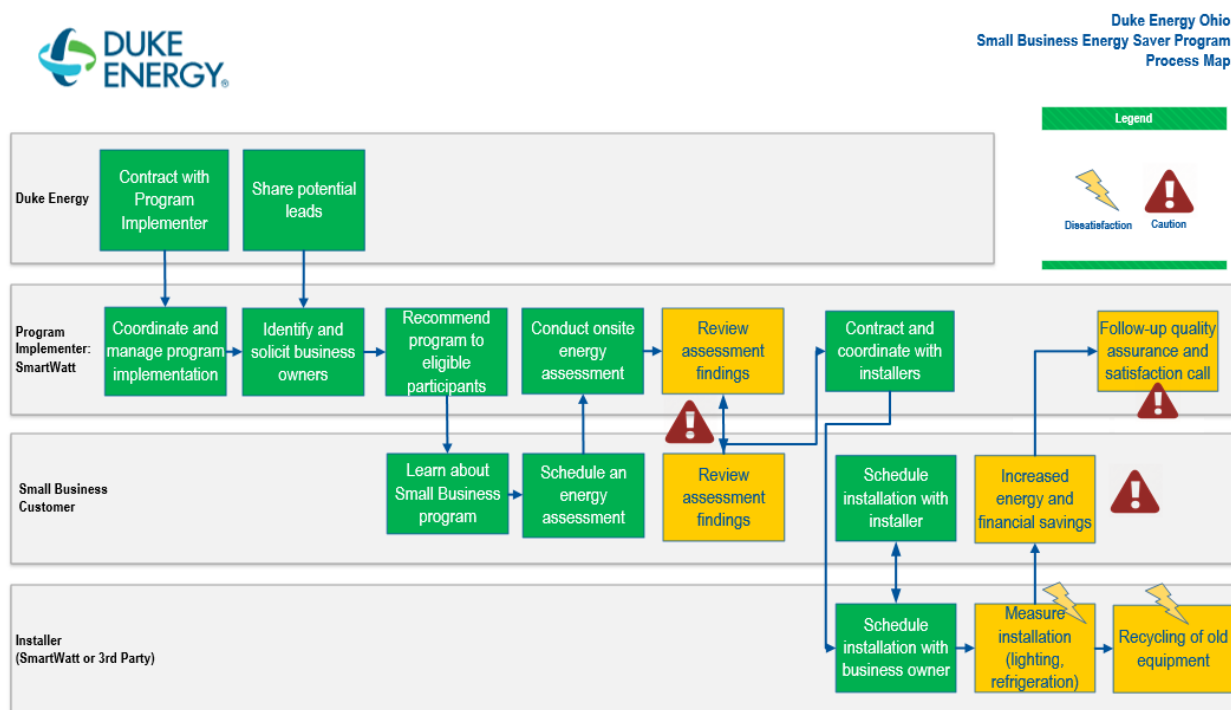 DUKE
ENERGY®
Duke Energy Ohio
Small Business Energy Saver Program
Process Map
Legend
Dissatisfaction
Caution
Duke Energy
Contract with
Program
Implementer
Share potential
leads
Program
Implementer:
SmartWatt
Coordinate and
manage program
implementation
Identify and
solicit business
owners
Recommend
program to
eligible
participants
Conduct onsite
energy
assessment
Review
assessment
findings
Contract and
coordinate with
installers
Follow-up quality
assurance and
satisfaction call
Small Business
Customer
Learn about
Small Business
program
Schedule an
energy
assessment
Review
assessment
findings
Schedule
installation with
installer
Increased
energy and
financial savings
Installer
(SmartWatt or 3rd Party)
Schedule
installation with
business owner
Measure
installation
(lighting,
refrigeration)
Recycling of old
equipment